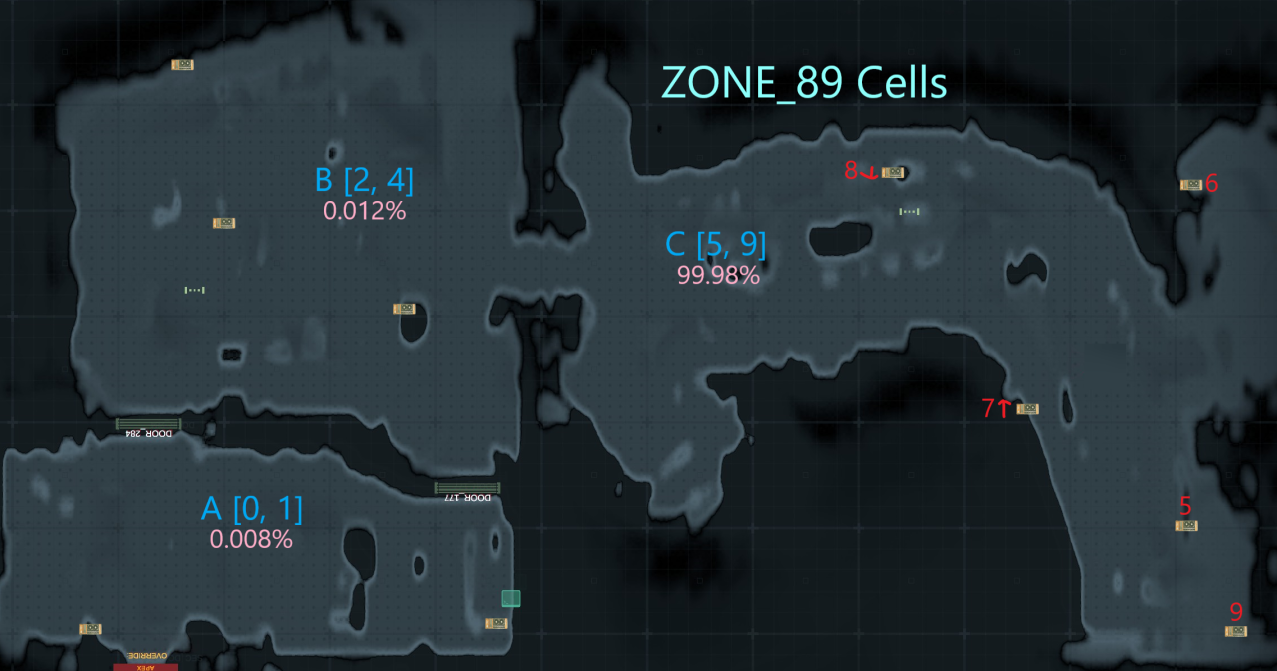 ZONE_89 Cells
8
6
B [2, 4]
0.012%
C [5, 9]
99.98%
7
DOOR_284
DOOR_177
A [0, 1]
0.008%
5
9
OVERRIDE
APEX